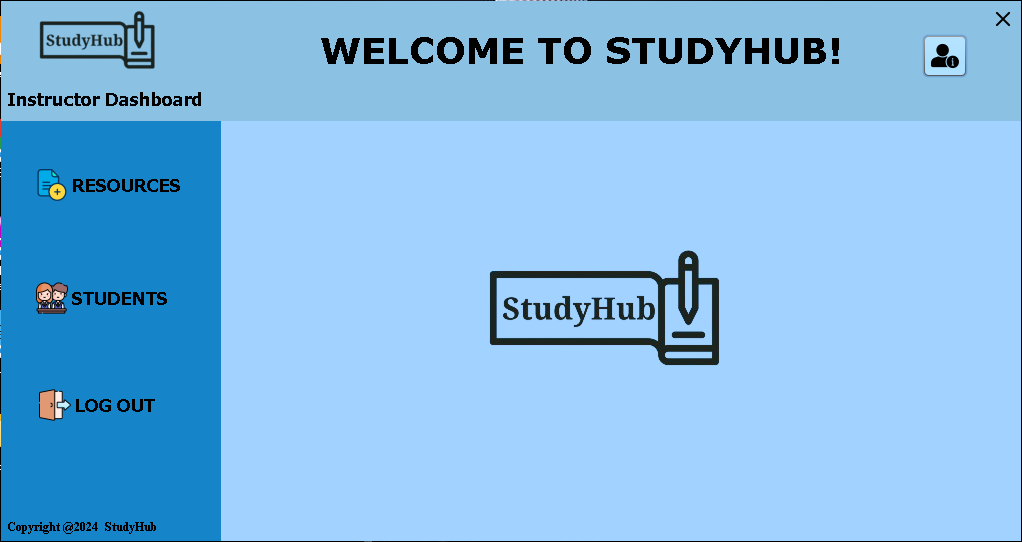 StudyHub
WELCOME TO STUDYHUB!
Instructor Dashboard
RESOURCES
STUDENTS
StudyHub
LOG OUT
Copyright @2024 StudyHub